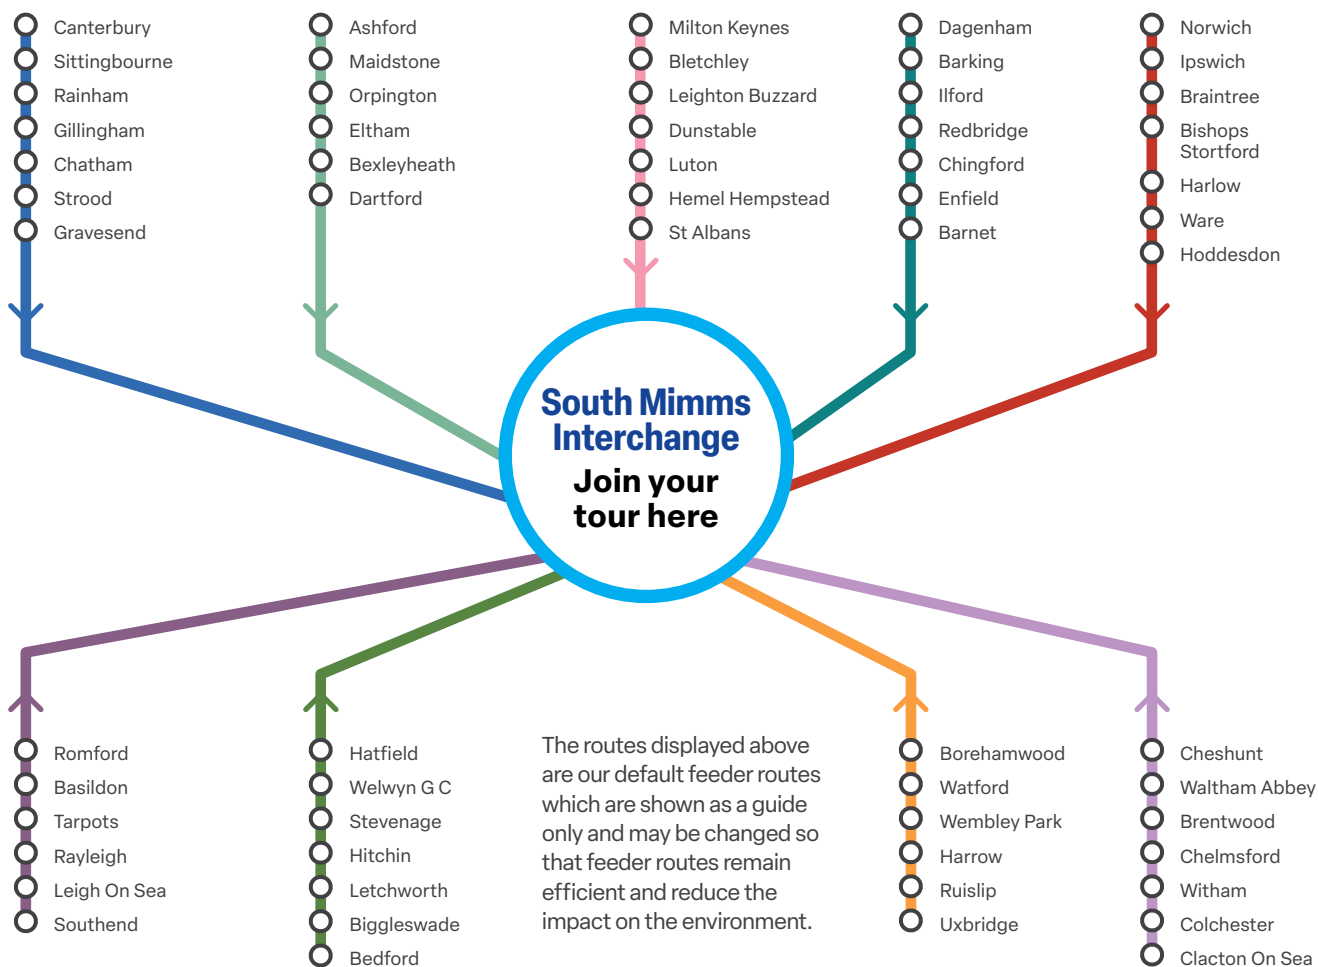 Canterbury
Sittingbourne
Rainham
Gillingham
Chatham
Strood
Gravesend
Ashford
Maidstone
Orpington
Eltham
Bexleyheath
Dartford
Milton Keynes
Bletchley
Leighton Buzzard
Dunstable
Luton
Hemel Hempstead
St Albans
Dagenham
Barking
Ilford
Redbridge
Chingford
Enfield
Barnet
Norwich
Ipswich
Braintree
Bishops
Stortford
Harlow
Ware
Hoddesdon
South Mimms
Interchange
Join your
tour here
Romford
Basildon
Tarpots
Rayleigh
Leigh On Sea
Southend
Hatfield
Welwyn G C
Stevenage
Hitchin
Letchworth
Biggleswade
Bedford
The routes displayed above
are our default feeder routes
which are shown as a guide
only and may be changed so
that feeder routes remain
efficient and reduce the
impact on the environment.
Borehamwood
Watford
Wembley Park
Harrow
Ruislip
Uxbridge
Cheshunt
Waltham Abbey
Brentwood
Chelmsford
Witham
Colchester
Clacton On Sea